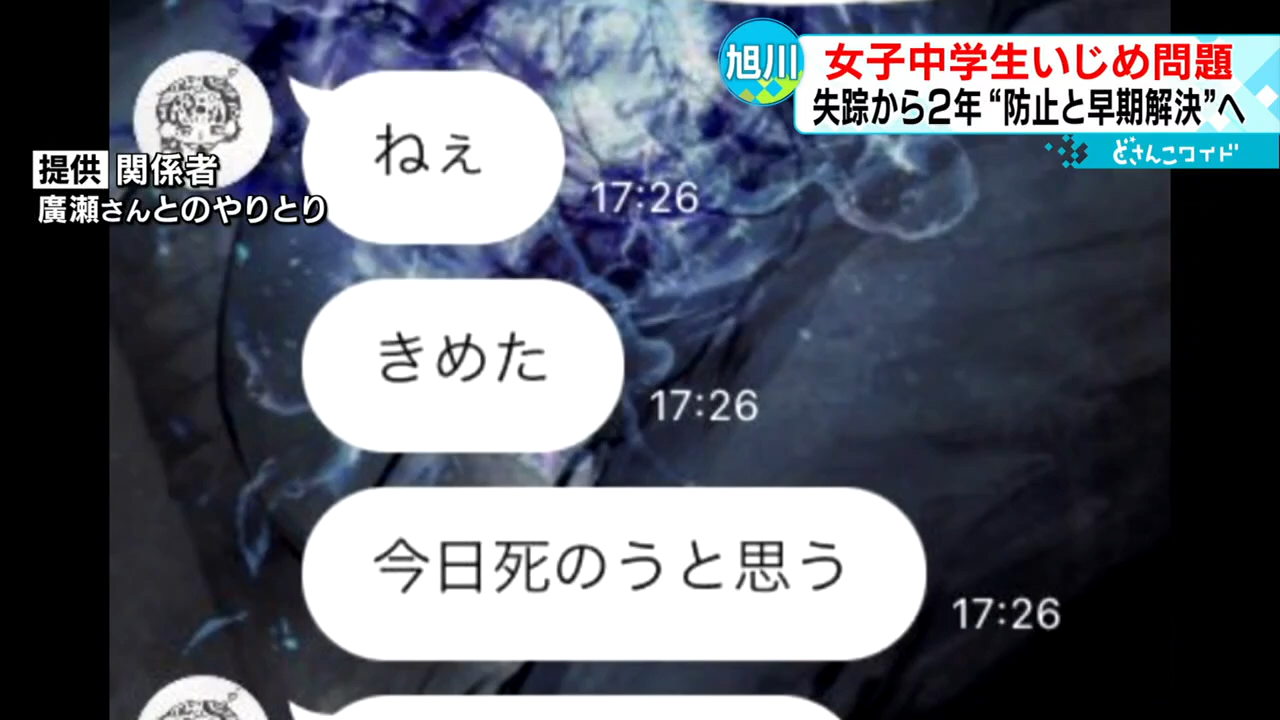 旭川
女子中学生いじめ問題
失踪から2年“防止と早期解決”へ
どさんこワイド
提供 関係者
廣瀬さんとのやりとり
ねぇ
17:26
きめた
17:26
今日死のうと思う
17:26